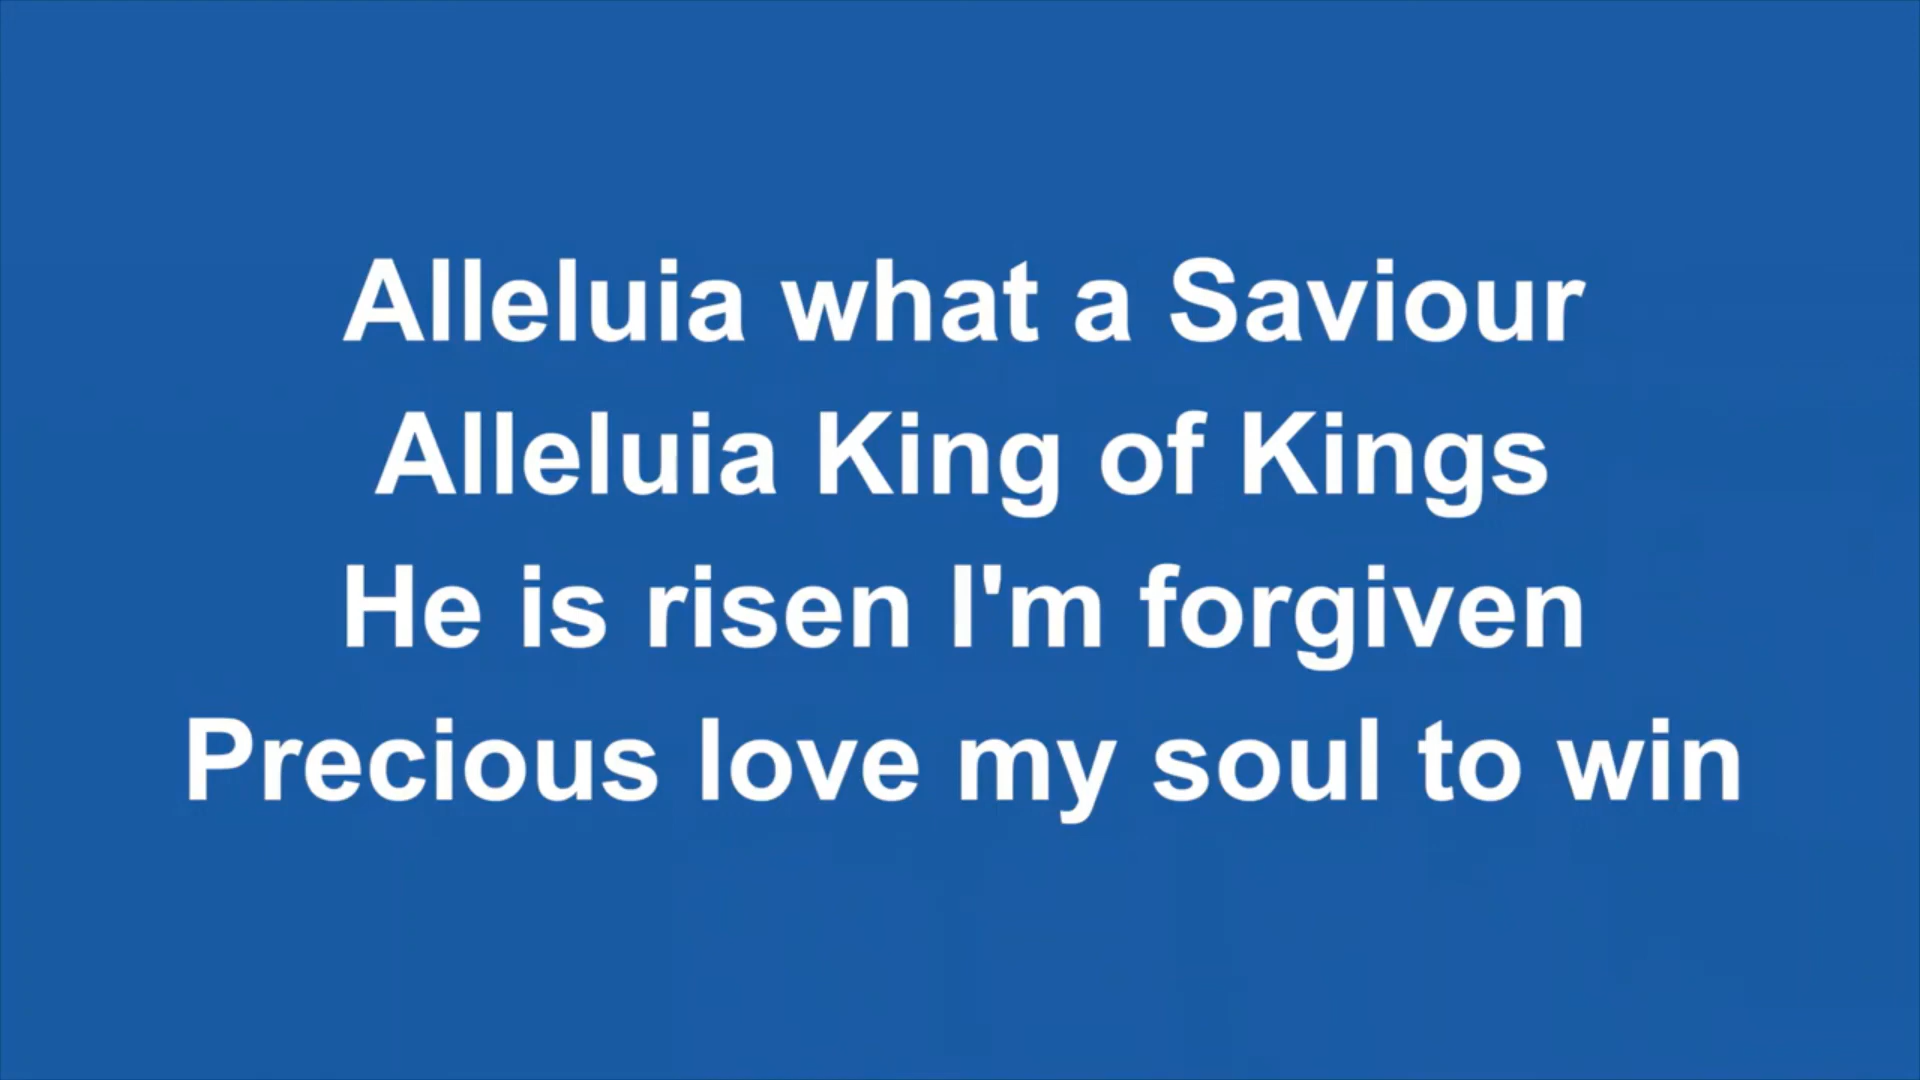 Alleluia what a Saviour
Alleluia King of Kings
He is risen I'm forgiven
Precious love my soul to win